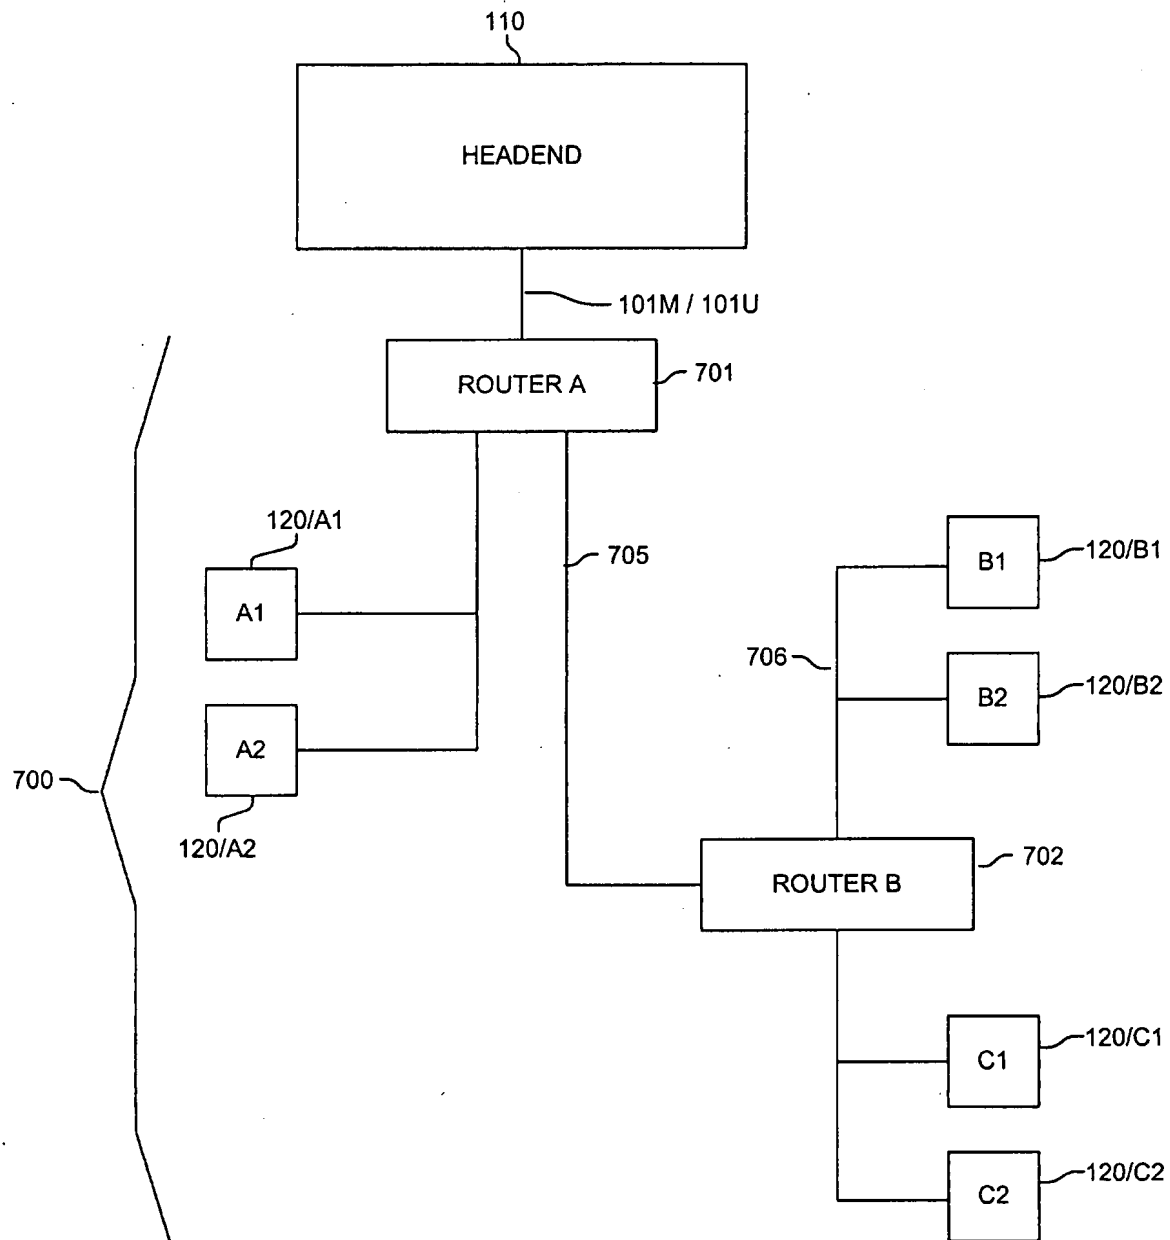 110
HEADEND
101M / 101U
ROUTER A
701
120/A1
A1
705
B1
120/B1
706
B2
120/B2
A2
700
120/A2
ROUTER B
702
C1
120/C1
C2
120/C2